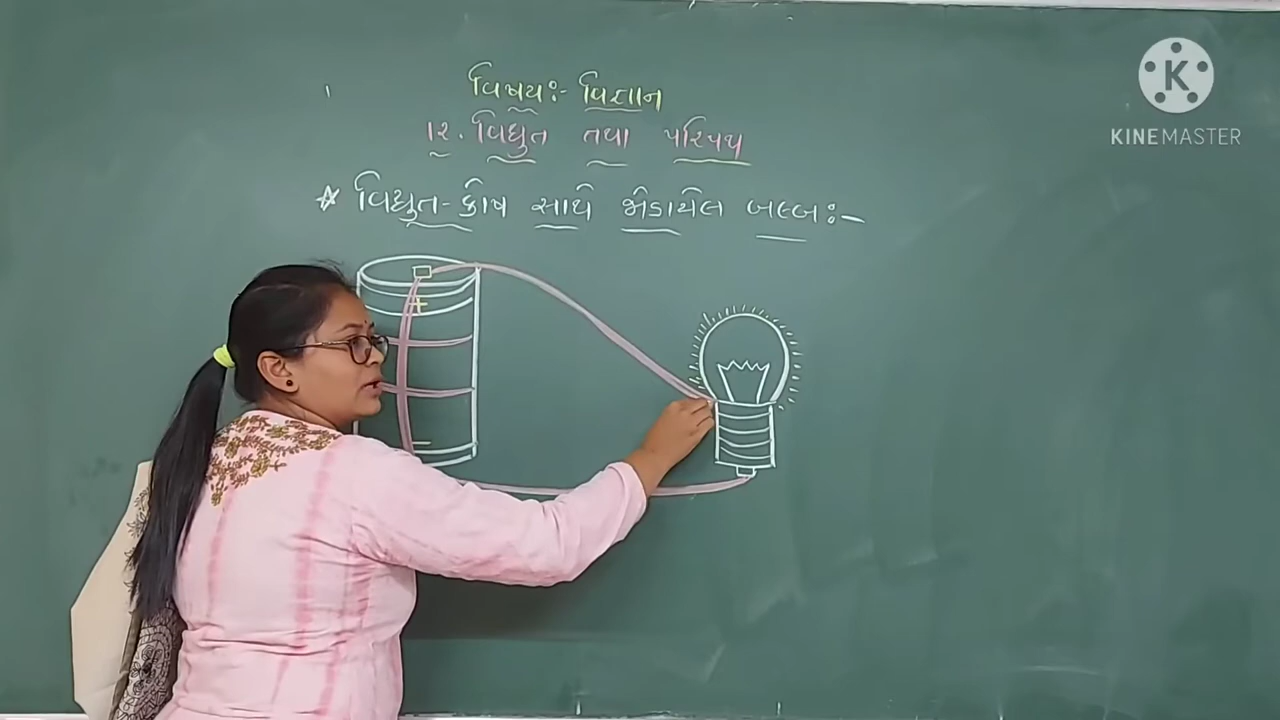 વિષય:- વિજ્ઞાન
૧૨. વિદ્યુત તથા પરિપથ
☆ વિદ્યુત-કોષ સાથે જોડાયેલ બલ્બ:-
+
-
K
KINEMASTER